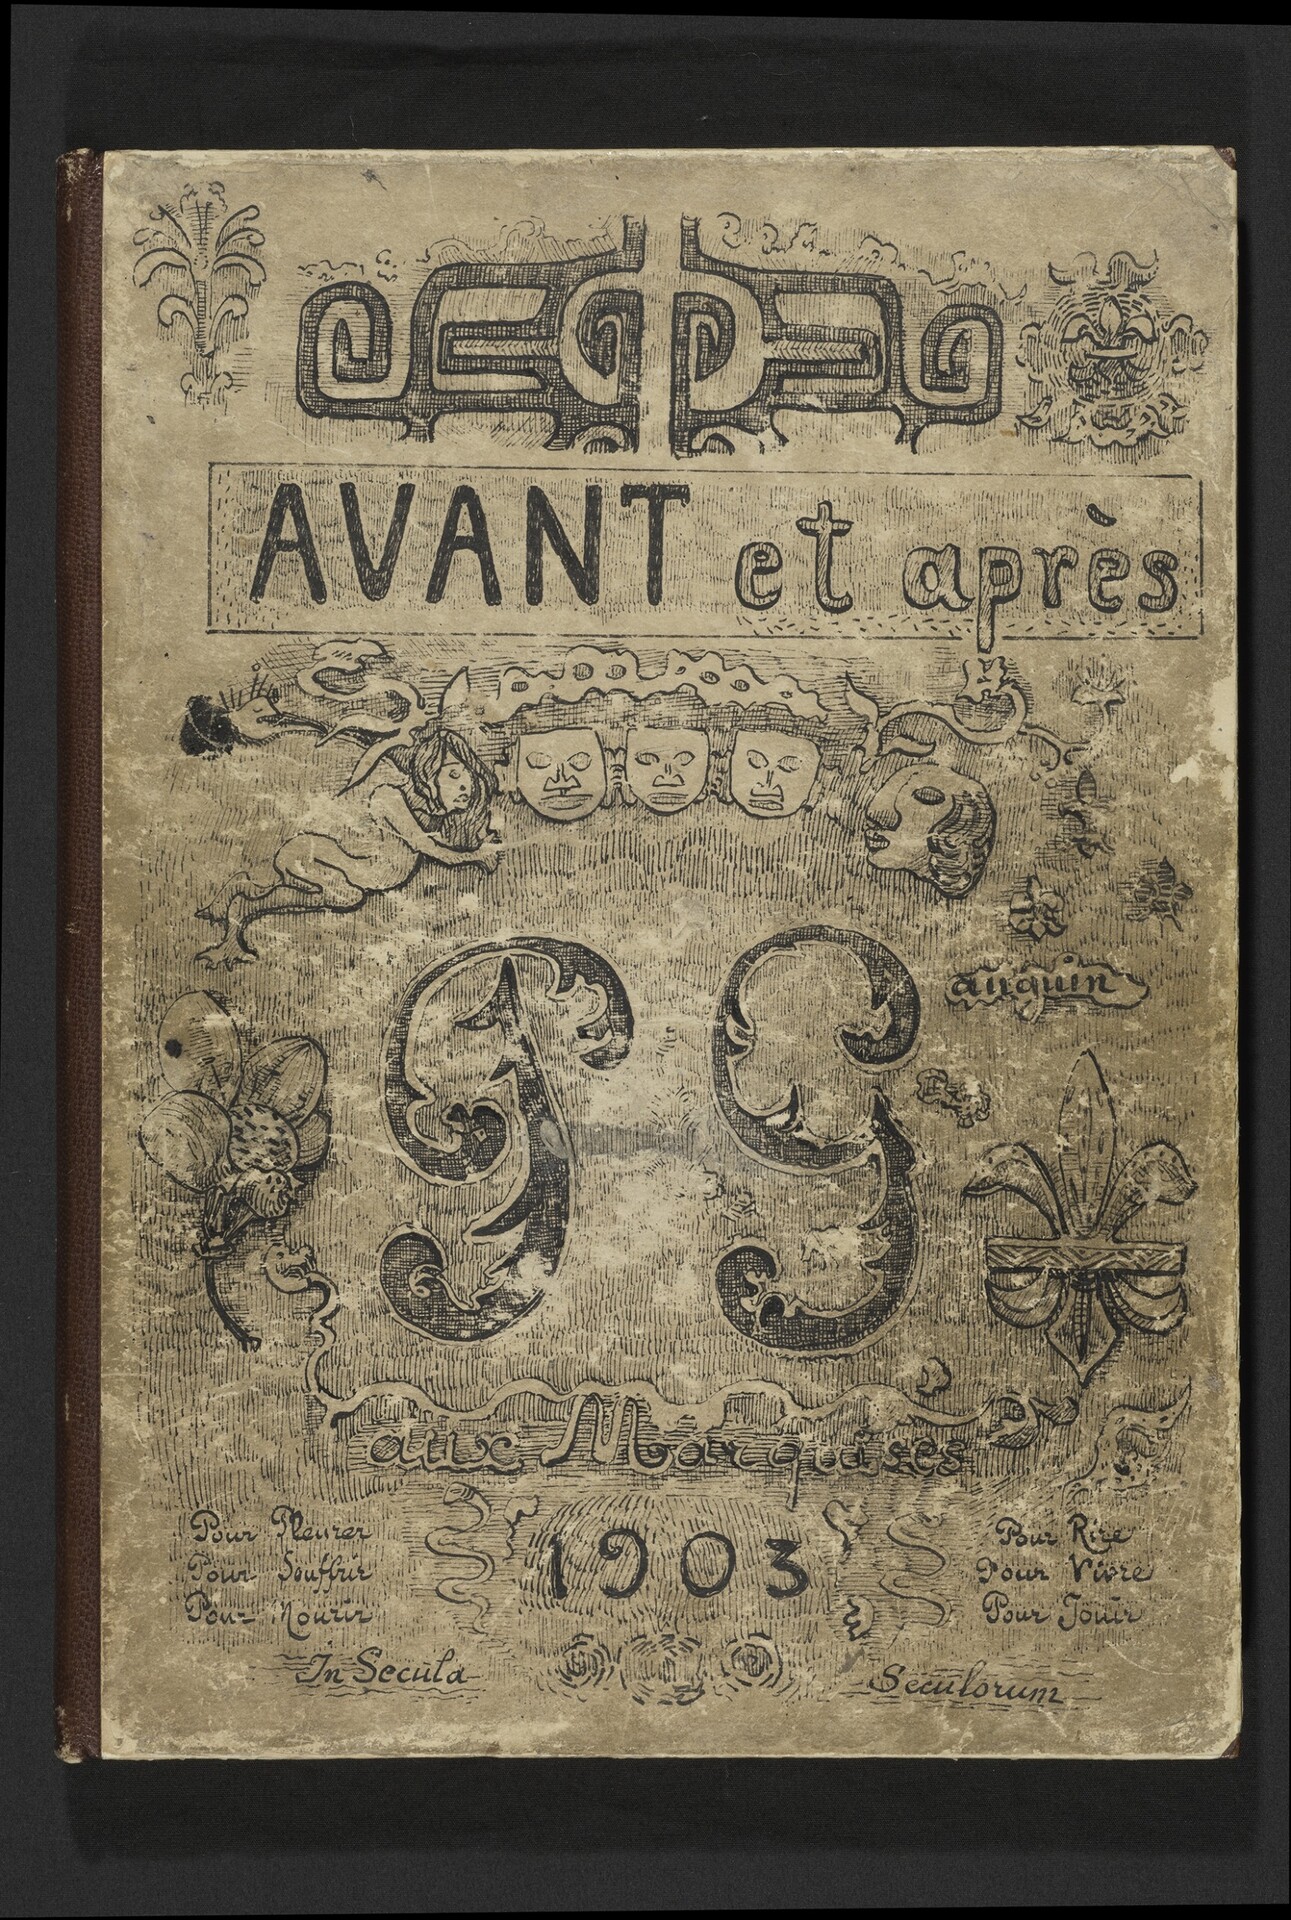 AVANT et après
PG
auguin
aux Marquises
Pour Pleurer
Pour Souffrir
Pour Mourir
1903
Pour Rire
Pour Vivre
Pour Jouir
In Secula Seculorum